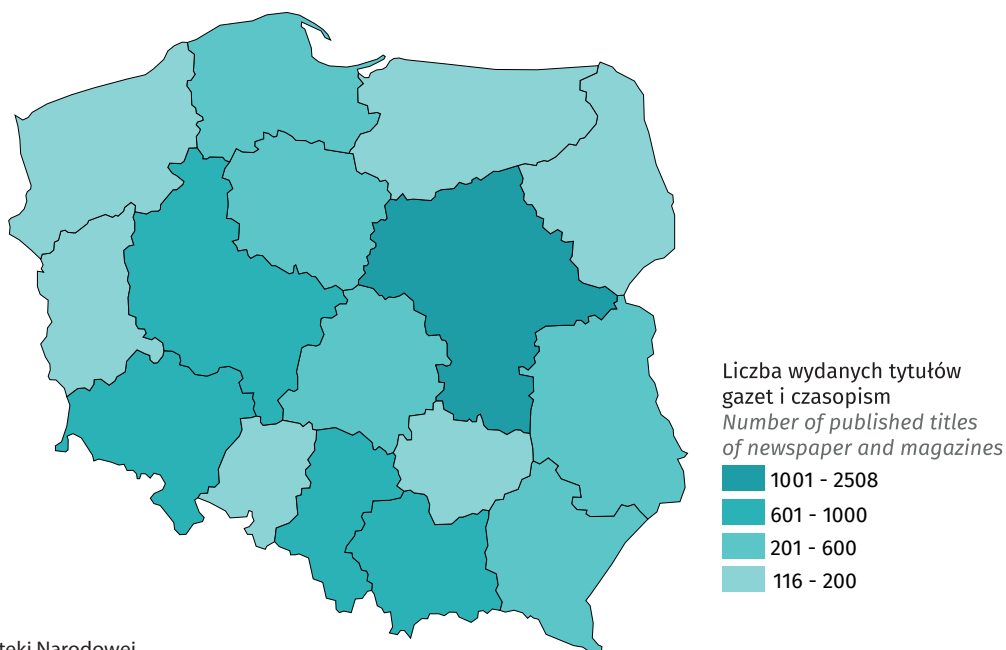 Liczba wydanych tytułów
gazet i czasopism
Number of published titles
of newspaper and magazines
1001 - 2508
601 - 1000
201 - 600
116 - 200
Narodowej